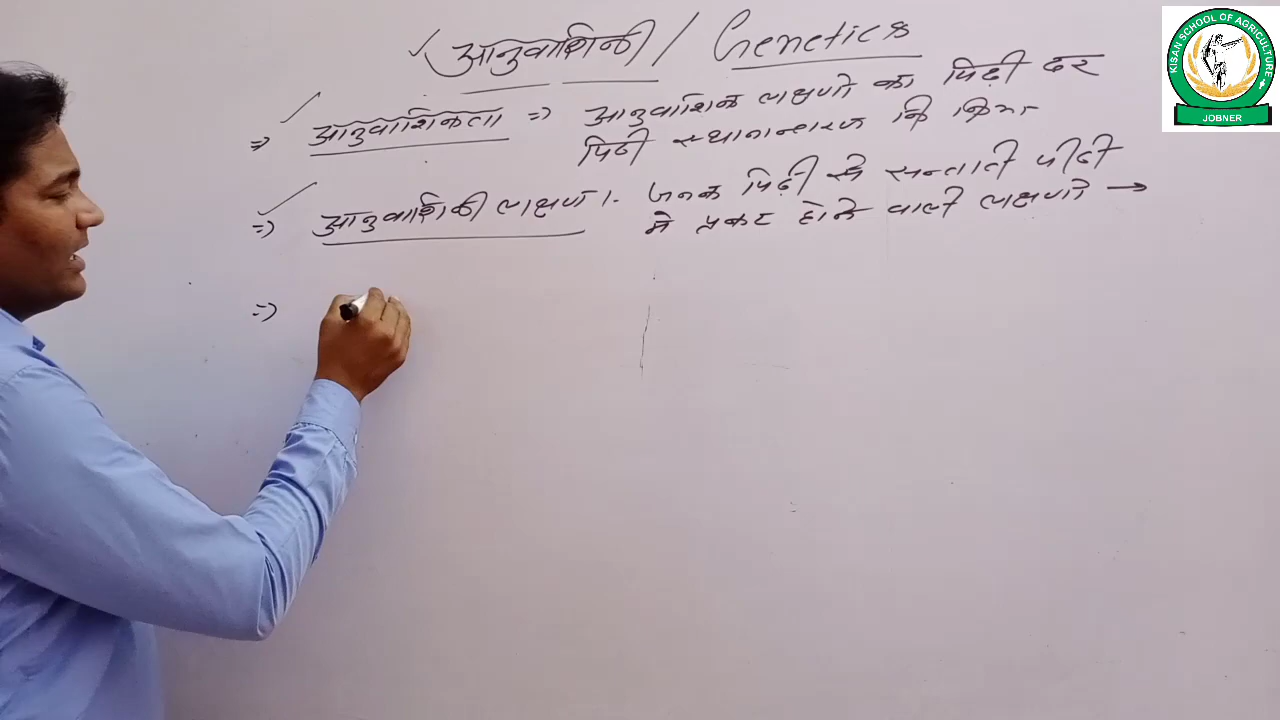 ✓ आनुवाशिकी / Genetics
⇒ आनुवाशिकता ⇒ आनुवाशिक लक्षणो का पिढी दर
पिढी स्थानान्तरण कि क्रिया
⇒ आनुवाशिकी लक्षण :- जनक पिढी से सन्तती पीढी
मे प्रकट होने वाली लक्षणो →
⇒
KISAN SCHOOL OF AGRICULTURE
JOBNER